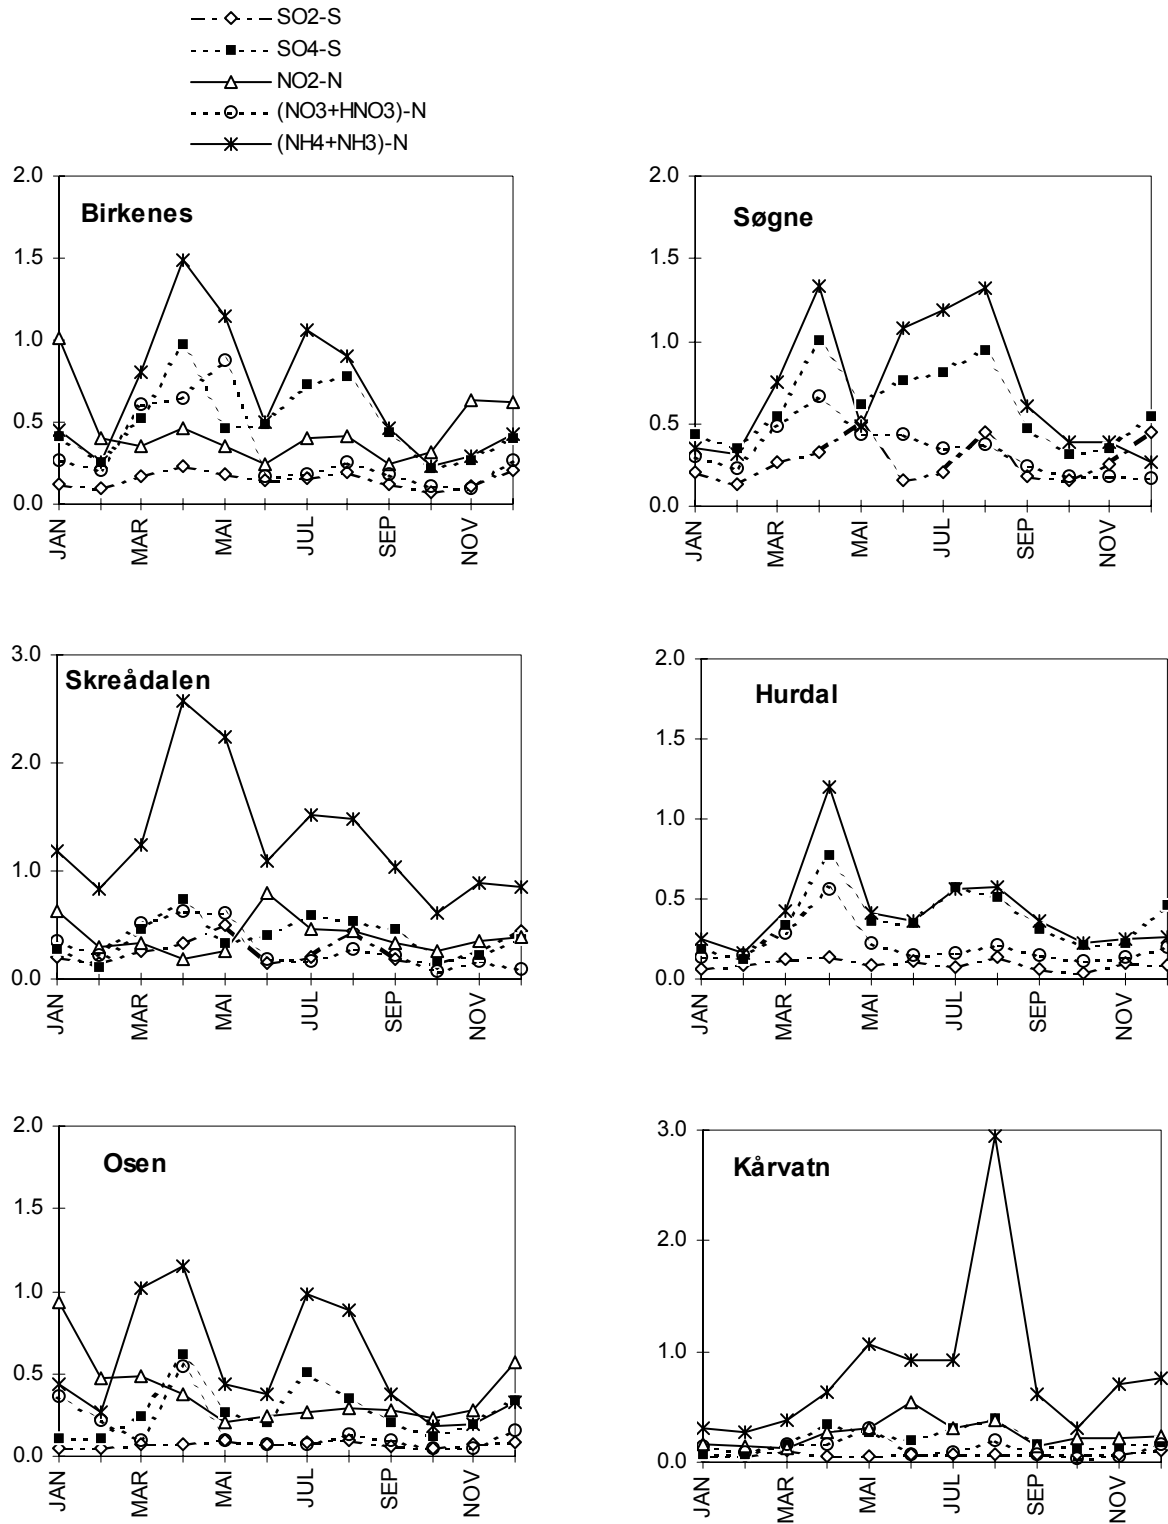 SO2-S
SO4-S
NO2-N
(NO3+HNO3)-N
(NH4+NH3)-N
Birkenes
2.0
1.5
1.0
0.5
0.0
JAN MAR MAI JUL SEP NOV
Søgne
2.0
1.5
1.0
0.5
0.0
JAN MAR MAI JUL SEP NOV
Skreådalen
3.0
2.0
1.0
0.0
JAN MAR MAI JUL SEP NOV
Hurdal
2.0
1.5
1.0
0.5
0.0
JAN MAR MAI JUL SEP NOV
Osen
2.0
1.5
1.0
0.5
0.0
JAN MAR MAI JUL SEP NOV
Kårvatn
3.0
2.0
1.0
0.0
JAN MAR MAI JUL SEP NOV